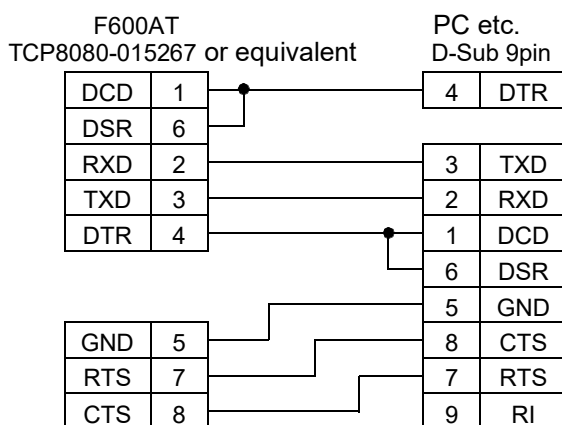 F600AT PC etc.
TCP8080-015267 or equivalent D-Sub 9pin
DCD 1 4 DTR
DSR 6
RXD 2 3 TXD
TXD 3 2 RXD
DTR 4 1 DCD
6 DSR
5 GND
GND 5 8 CTS
RTS 7 7 RTS
CTS 8 9 RI